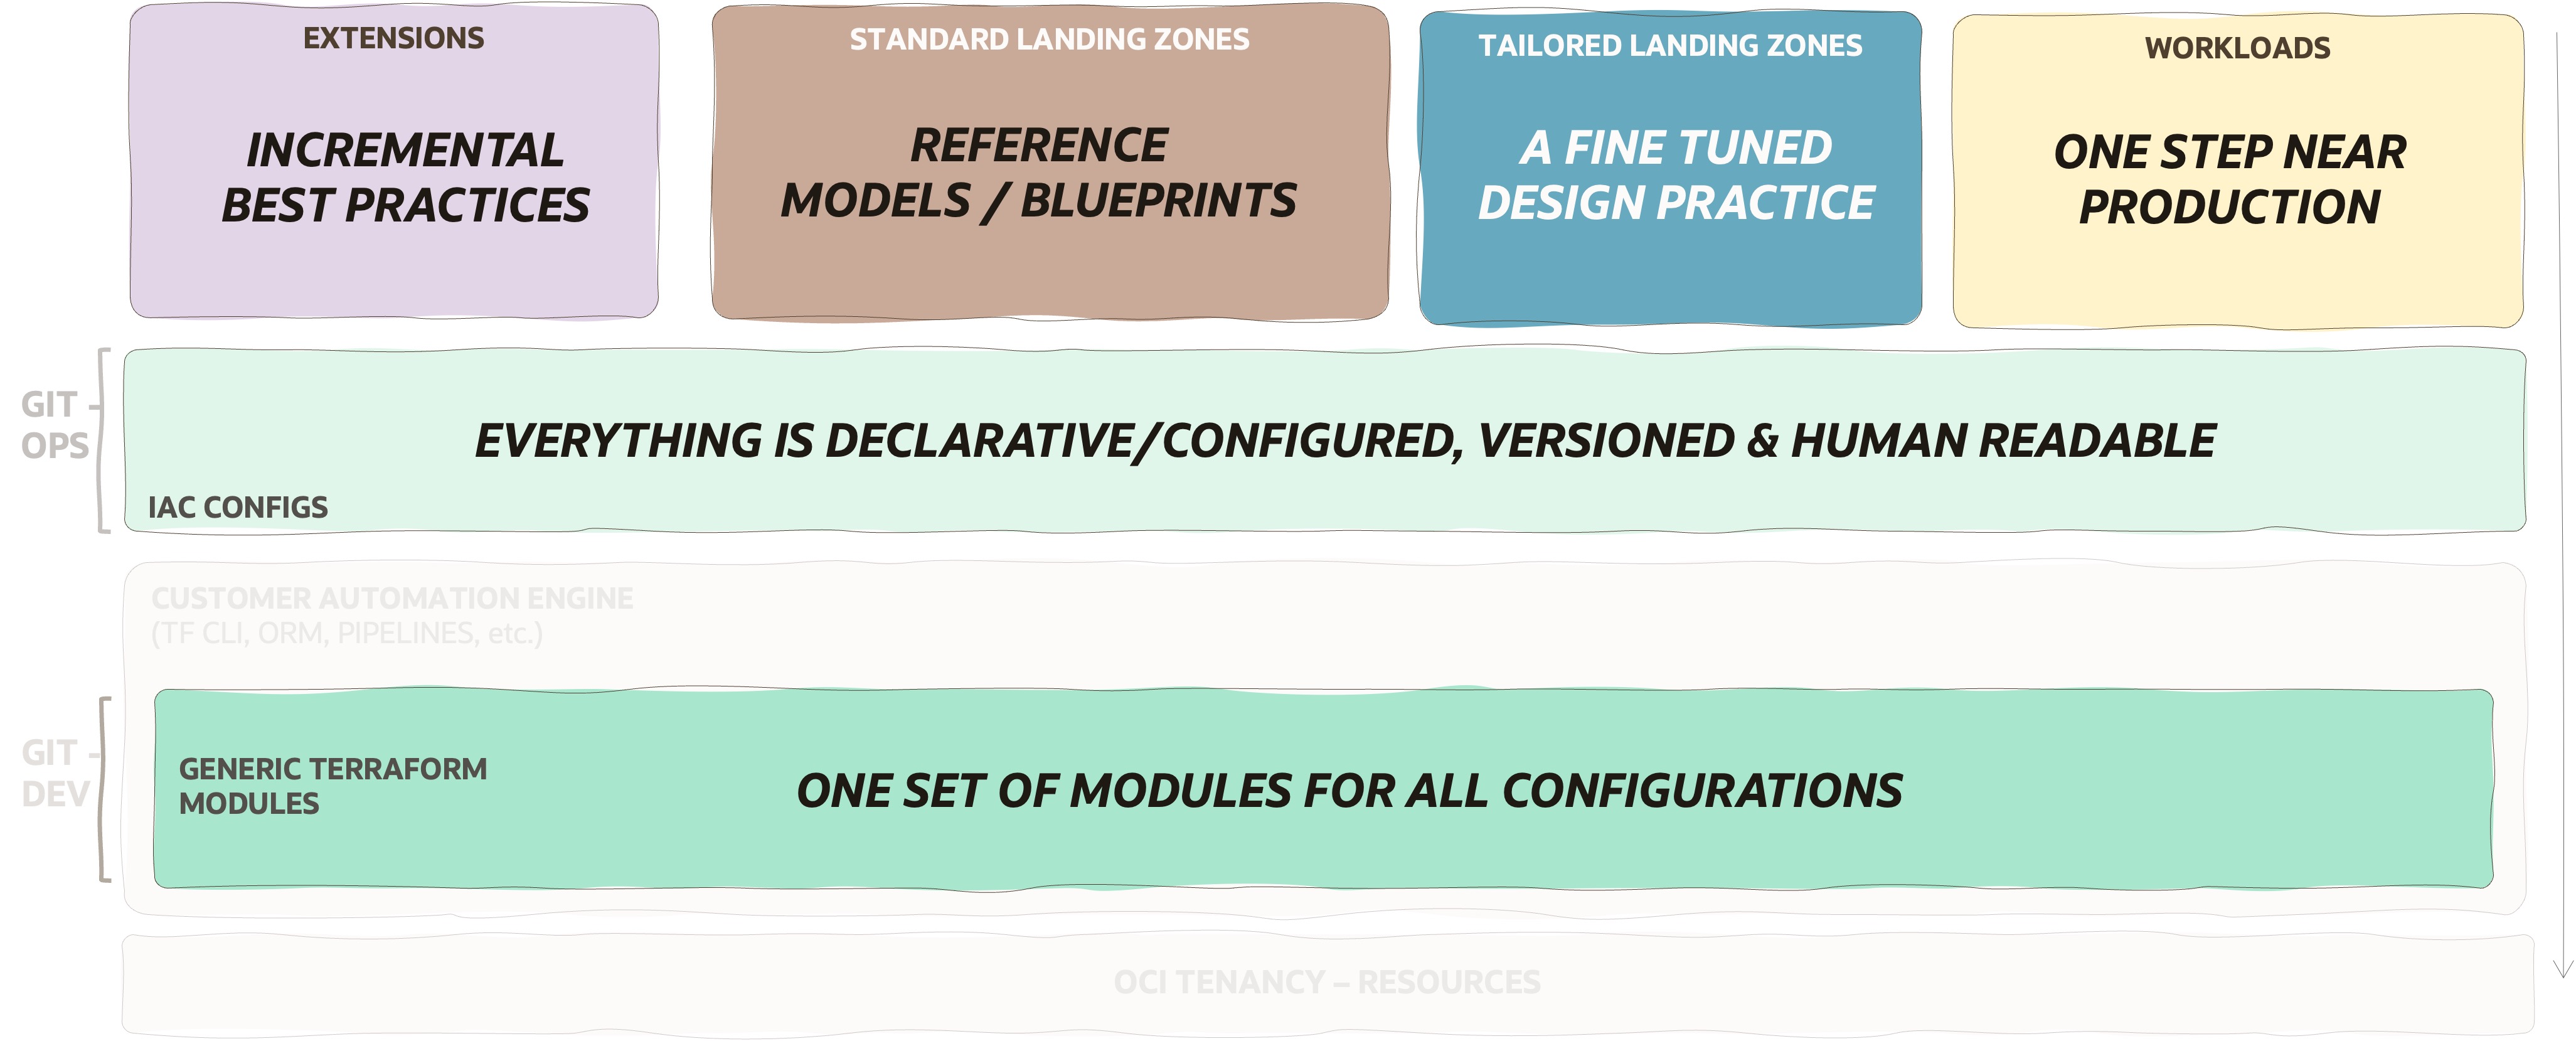 EXTENSIONS
INCREMENTAL
BEST PRACTICES
STANDARD LANDING ZONES
REFERENCE
MODELS / BLUEPRINTS
TAILORED LANDING ZONES
A FINE TUNED
DESIGN PRACTICE
WORKLOADS
ONE STEP NEAR
PRODUCTION
GIT -
OPS
EVERYTHING IS DECLARATIVE/CONFIGURED, VERSIONED & HUMAN READABLE
IAC CONFIGS
CUSTOMER AUTOMATION ENGINE
(TF CLI, ORM, PIPELINES, etc.)
GIT -
DEV
GENERIC TERRAFORM
MODULES
ONE SET OF MODULES FOR ALL CONFIGURATIONS
OCI TENANCY – RESOURCES